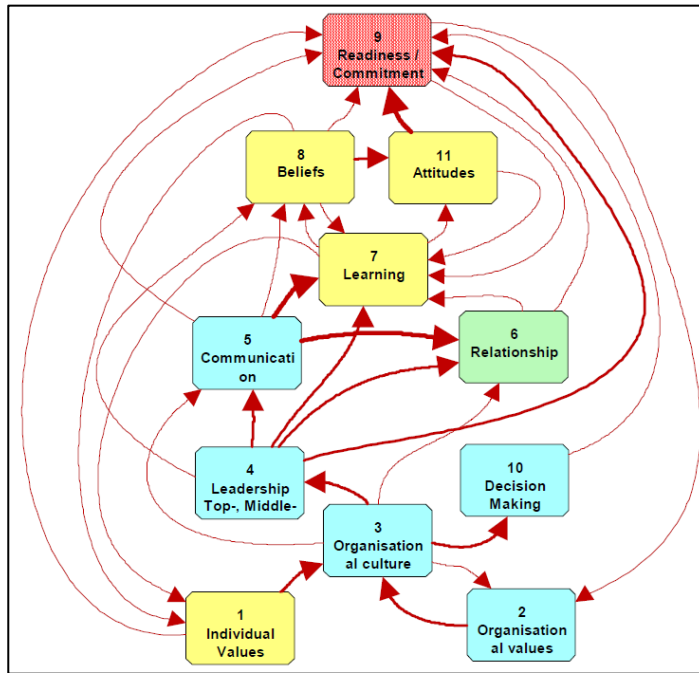 9
Readiness /
Commitment
8
Beliefs
11
Attitudes
7
Learning
5
Communicati
on
6
Relationship
4
Leadership
Top-, Middle-
10
Decision
Making
3
Organisation
al culture
1
Individual
Values
2
Organisation
al values